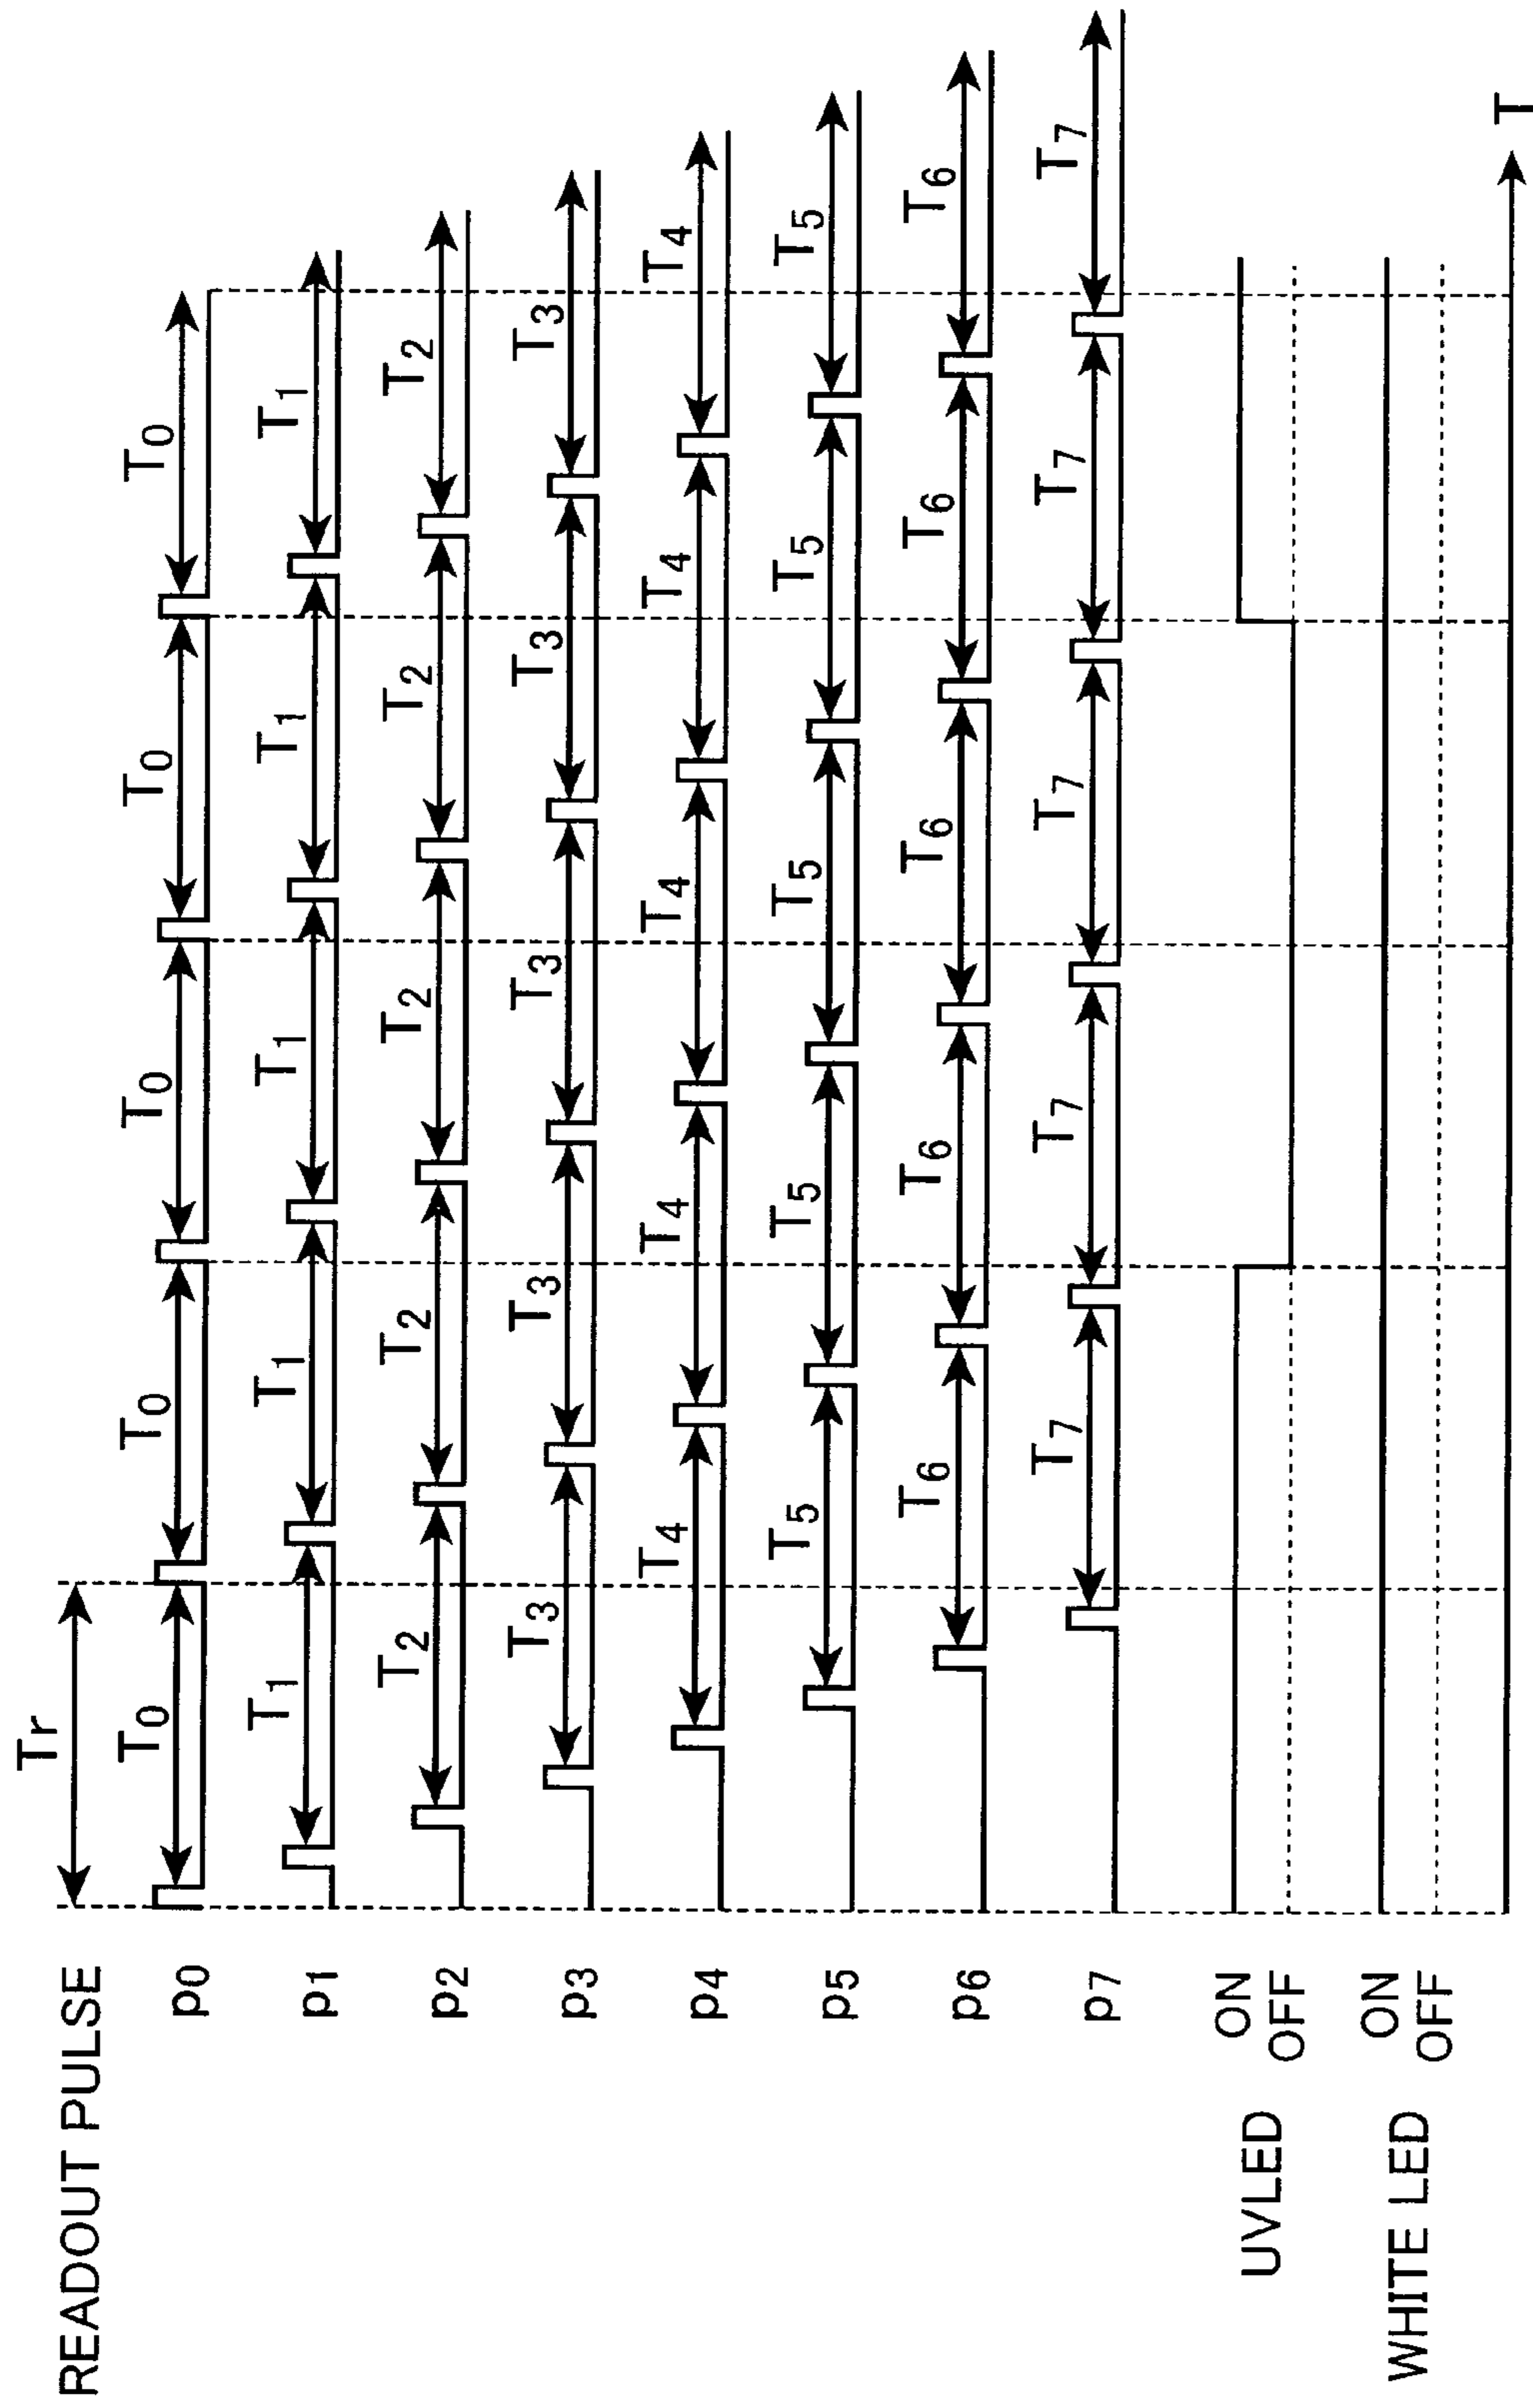 Tr
READOUT PULSE
p0 T0 T0 T0 T0 T0
p1 T1 T1 T1 T1 T1
p2 T2 T2 T2 T2 T2
p3 T3 T3 T3 T3 T3
p4 T4 T4 T4 T4 T4
p5 T5 T5 T5 T5 T5
p6 T6 T6 T6 T6 T6
p7 T7 T7 T7 T7 T7
UVLED
ON
OFF
WHITE LED
ON
OFF
T